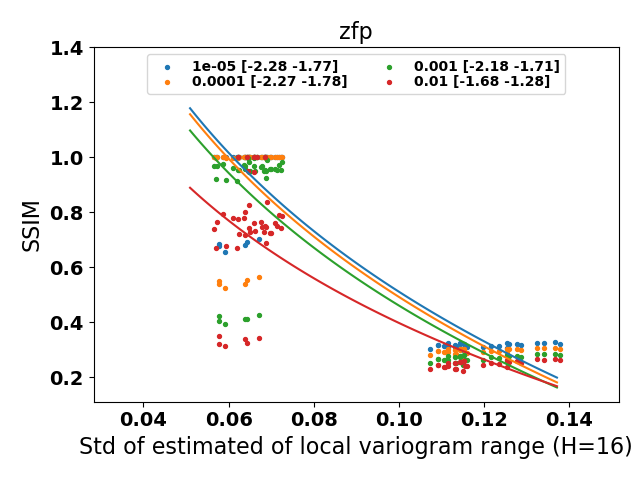 zfp
1e-05 [-2.28 -1.77]
0.0001 [-2.27 -1.78]
0.001 [-2.18 -1.71]
0.01 [-1.68 -1.28]
SSIM
1.4
1.2
1.0
0.8
0.6
0.4
0.2
0.04 0.06 0.08 0.10 0.12 0.14
Std of estimated of local variogram range (H=16)